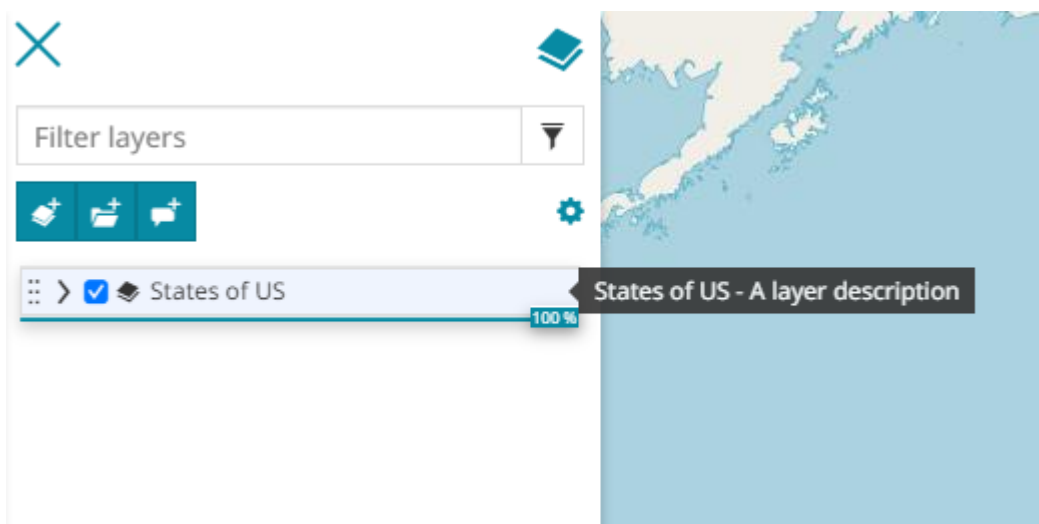 Filter layers
States of US
States of US - A layer description
100 %